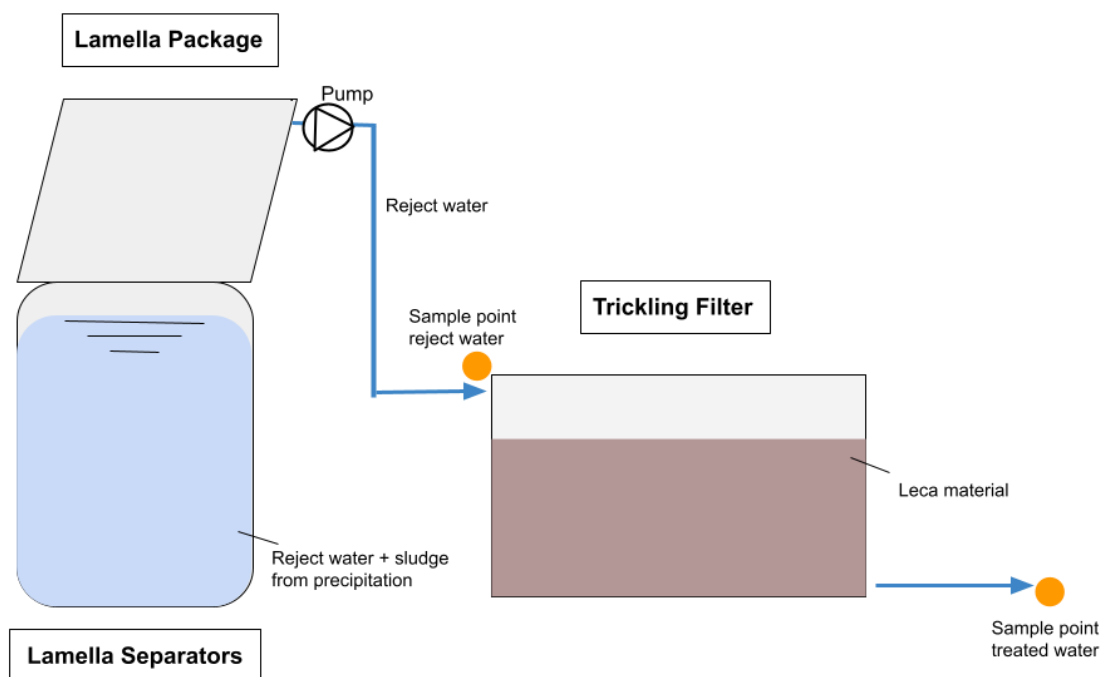 Lamella Package
Pump
Reject water
Sample point
reject water
Trickling Filter
Leca material
Reject water + sludge
from precipitation
Sample point
treated water
Lamella Separators